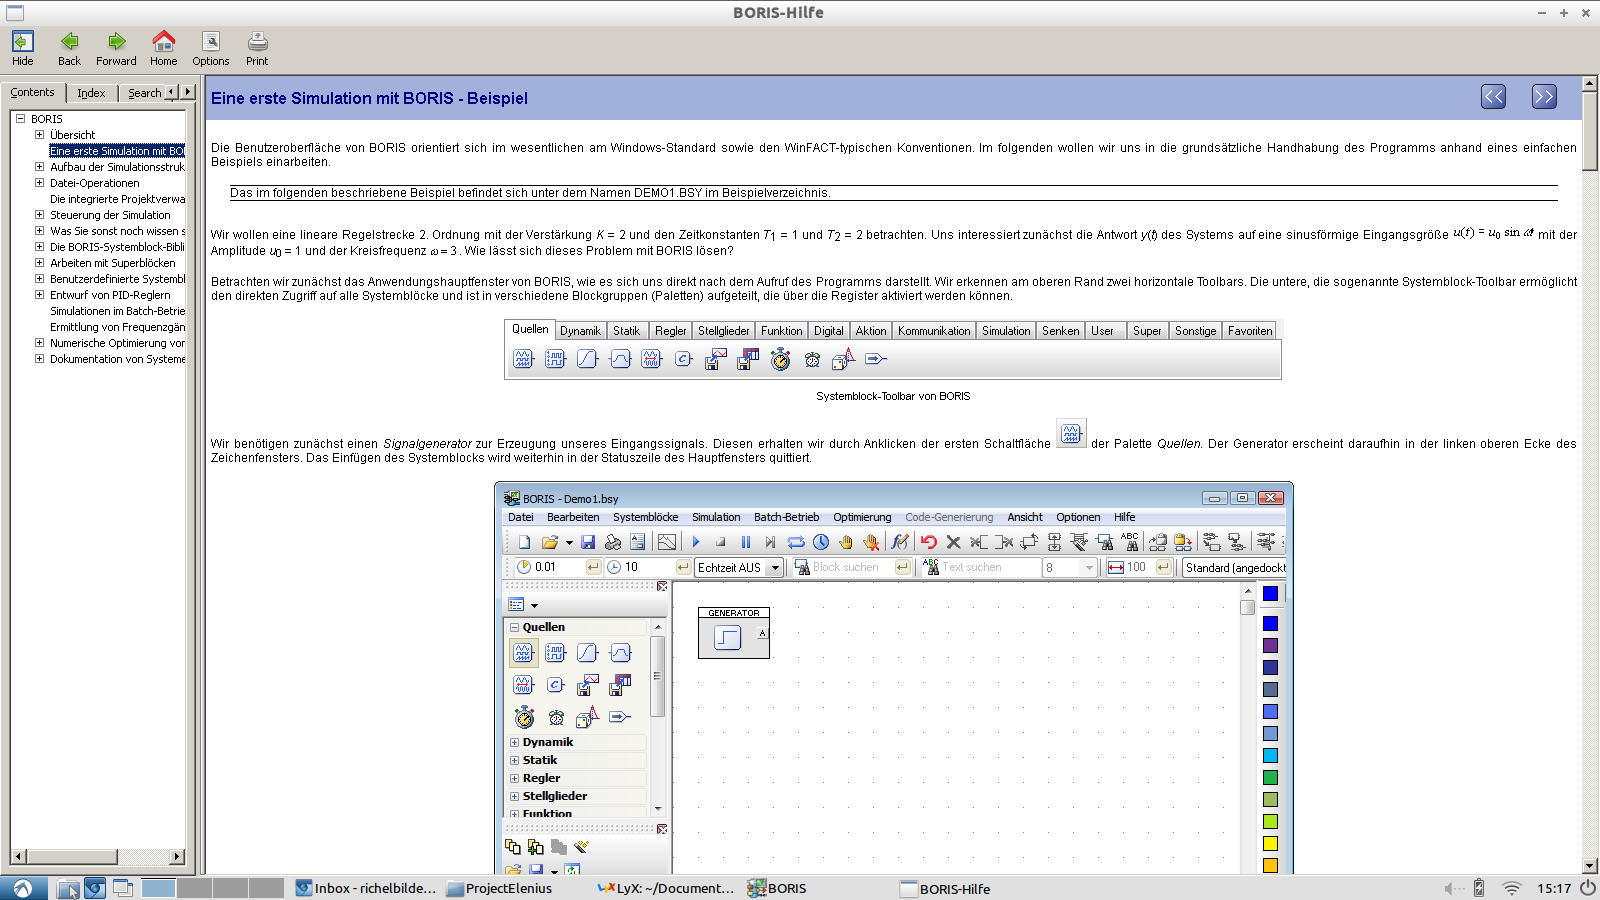 BORIS-Hilfe
Hide Back Forward Home Options Print
Contents Index Search
BORIS
Übersicht
Eine erste Simulation mit BO
Aufbau der Simulationsstruk
Datei-Operationen
Die integrierte Projektverwa
Steuerung der Simulation
Was Sie sonst noch wissen s
Die BORIS-Systemblock-Bibl
Arbeiten mit Superblöcken
Benutzerdefinierte Systembl
Entwurf von PID-Reglern
Simulationen im Batch-Betrie
Ermittlung von Frequenzgän
Numerische Optimierung vor
Dokumentation von Systeme
Eine erste Simulation mit BORIS - Beispiel
Die Benutzeroberfläche von BORIS orientiert sich im wesentlichen am Windows-Standard sowie den WinFACT-typischen Konventionen. Im folgenden wollen wir uns in die grundsätzliche Handhabung des Programms anhand eines einfachen
Beispiels einarbeiten.
Das im folgenden beschriebene Beispiel befindet sich unter dem Namen DEMO1.BSY im Beispielverzeichnis.
Wir wollen eine lineare Regelstrecke 2. Ordnung mit der Verstärkung K = 2 und den Zeitkonstanten T1 = 1 und T2 = 2 betrachten. Uns interessiert zunächst die Antwort y(t) des Systems auf eine sinusförmige Eingangsgröße u(t) = u0 sin ωt mit der
Amplitude u0 = 1 und der Kreisfrequenz ω = 3. Wie lässt sich dieses Problem mit BORIS lösen?
Betrachten wir zunächst das Anwendungshauptfenster von BORIS, wie es sich uns direkt nach dem Aufruf des Programms darstellt. Wir erkennen am oberen Rand zwei horizontale Toolbars. Die untere, die sogenannte Systemblock-Toolbar ermöglicht
den direkten Zugriff auf alle Systemblöcke und ist in verschiedene Blockgruppen (Paletten) aufgeteilt, die über die Register aktiviert werden können.
Quellen Dynamik Statik Regler Stellglieder Funktion Digital Aktion Kommunikation Simulation Senken User Super Sonstige Favoriten
Systemblock-Toolbar von BORIS
Wir benötigen zunächst einen Signalgenerator zur Erzeugung unseres Eingangssignals. Diesen erhalten wir durch Anklicken der ersten Schaltfläche der Palette Quellen. Der Generator erscheint daraufhin in der linken oberen Ecke des
Zeichenfensters. Das Einfügen des Systemblocks wird weiterhin in der Statuszeile des Hauptfensters quittiert.
BORIS - Demo1.bsy
Datei Bearbeiten Systemblöcke Simulation Batch-Betrieb Optimierung Code-Generierung Ansicht Optionen Hilfe
0.01 10 Echtzeit AUS Block suchen Text suchen 8 100 Standard (angedockt
GENERATOR
A
Quellen
Dynamik
Statik
Regler
Stellglieder
Funktion
Inbox - richelbilde... ProjectElenius LyX: ~/Document... BORIS BORIS-Hilfe 15:17